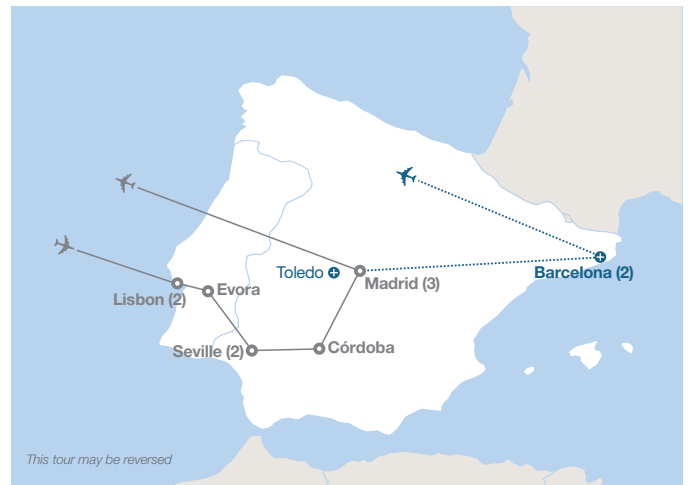 Toledo
Madrid (3)
Barcelona (2)
Evora
Lisbon (2)
Seville (2)
Córdoba
This tour may be reversed